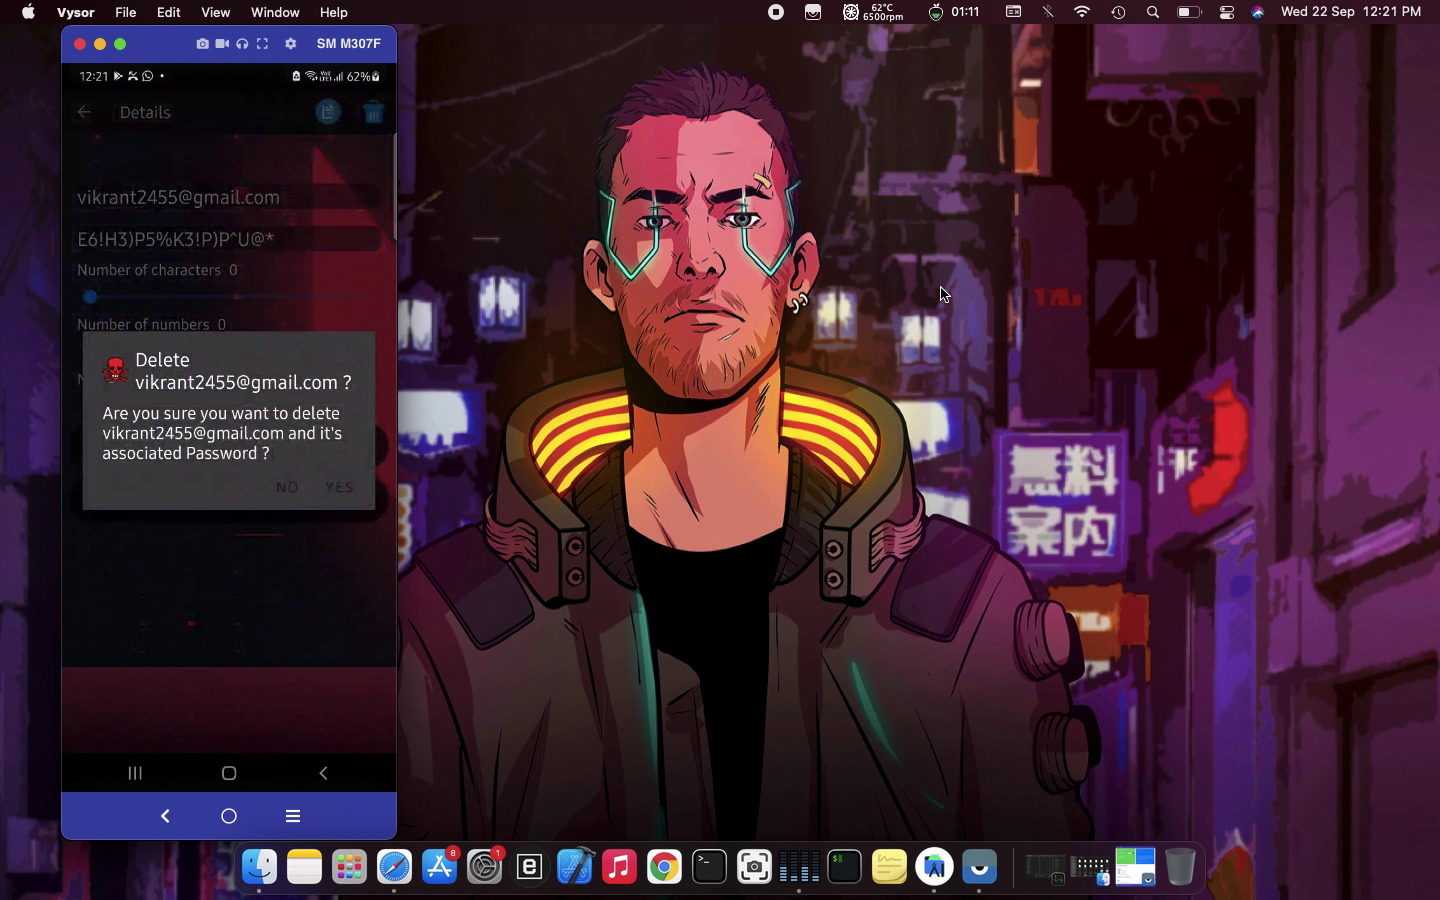 Vysor File Edit View Window Help
62°C
6500rpm
01:11
Wed 22 Sep 12:21 PM
SM M307F
12:21
62%
Details
vikrant2455@gmail.com
E6!H3)P5%K3!P)P^U@*
Number of characters 0
Number of numbers 0
Delete
vikrant2455@gmail.com ?
Are you sure you want to delete
vikrant2455@gmail.com and it's
associated Password ?
NO YES
無料
案内
8
1